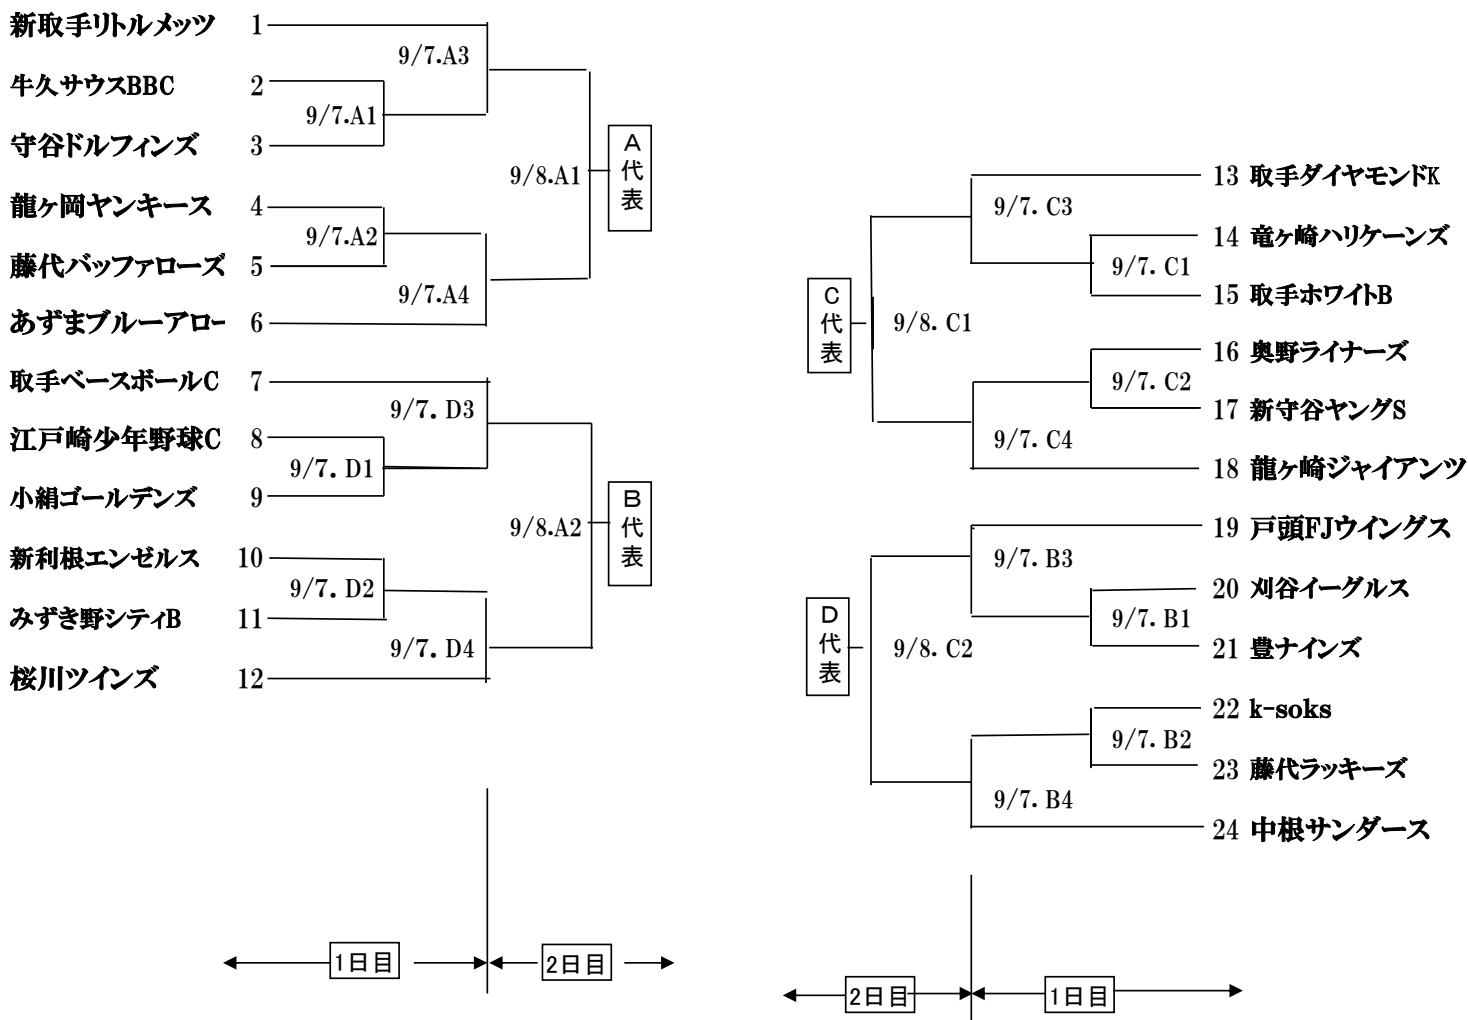 新取手リトルメッツ 1
9/7.A3
牛久サウスBBC 2
9/7.A1
守谷ドルフィンズ 3
9/8.A1
A代表
龍ヶ岡ヤンキース 4
9/7.A2
藤代バッファローズ 5
9/7.A4
あずまブルーアロー 6
取手ベースボールC 7
9/7. D3
江戸崎少年野球C 8
9/7. D1
小絹ゴールデンズ 9
9/8.A2
B代表
新利根エンゼルス 10
9/7. D2
みずき野シティB 11
9/7. D4
桜川ツインズ 12
1日目
2日目
13 取手ダイヤモンドK
9/7. C3
14 竜ヶ崎ハリケーンズ
9/7. C1
15 取手ホワイトB
C代表
9/8. C1
16 奥野ライナーズ
9/7. C2
17 新守谷ヤングS
9/7. C4
18 龍ヶ崎ジャイアンツ
19 戸頭FJウイングス
9/7. B3
20 刈谷イーグルス
9/7. B1
21 豊ナインズ
D代表
9/8. C2
22 k-soks
9/7. B2
23 藤代ラッキーズ
9/7. B4
24 中根サンダース
2日目
1日目